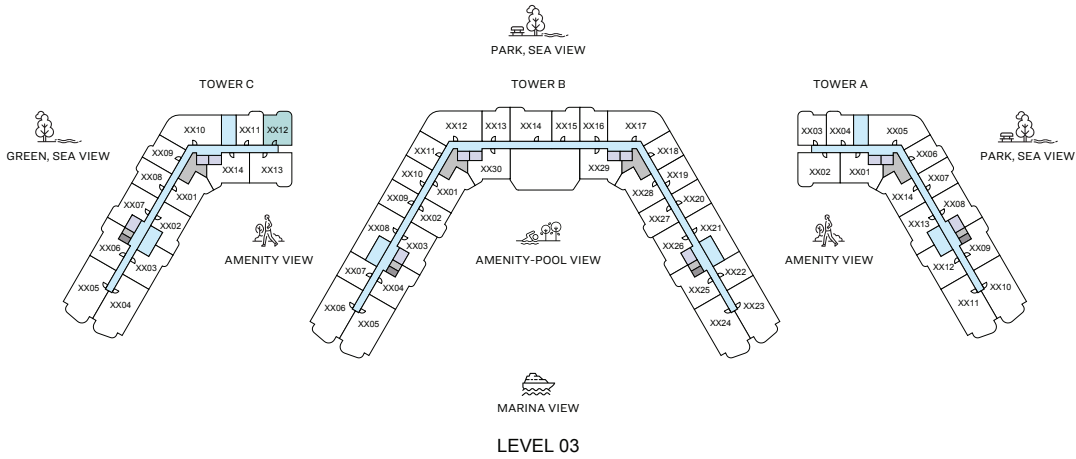 PARK, SEA VIEW
TOWER C
TOWER B
TOWER A
GREEN, SEA VIEW
PARK, SEA VIEW
XX10
XX11
XX12
XX09
XX08
XX07
XX06
XX05
XX04
XX03
XX02
XX01
XX14
XX13
AMENITY VIEW
XX12
XX13
XX14
XX15
XX16
XX17
XX11
XX10
XX09
XX08
XX07
XX06
XX05
XX04
XX03
XX02
XX01
XX30
XX29
XX18
XX19
XX20
XX21
XX22
XX23
XX24
XX25
XX26
XX27
XX28
AMENITY-POOL VIEW
XX03
XX04
XX05
XX02
XX01
XX06
XX07
XX08
XX09
XX10
XX11
XX12
XX13
XX14
AMENITY VIEW
MARINA VIEW
LEVEL 03